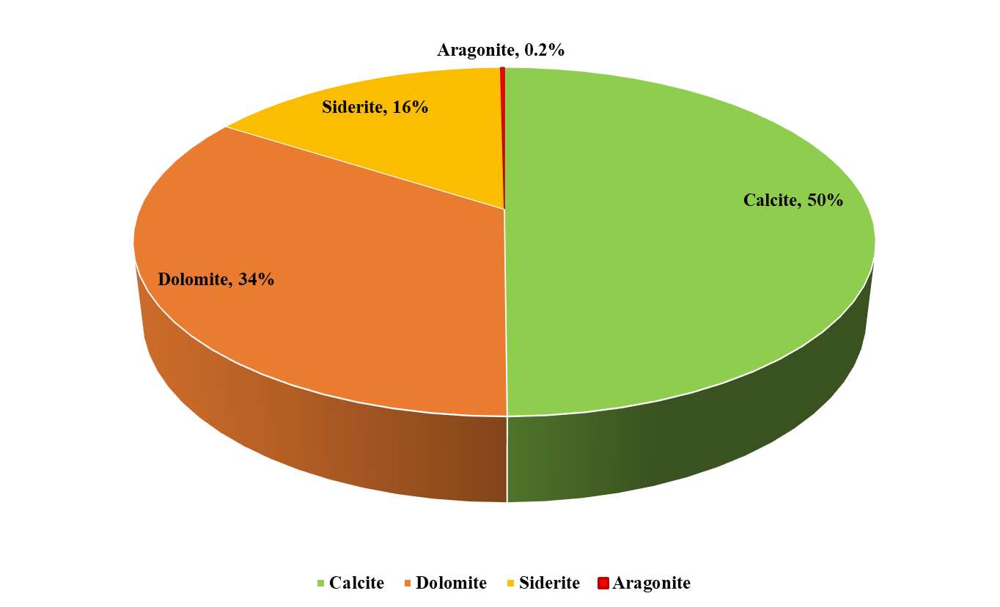 Aragonite, 0.2%
Siderite, 16%
Calcite, 50%
Dolomite, 34%
Calcite Dolomite Siderite Aragonite